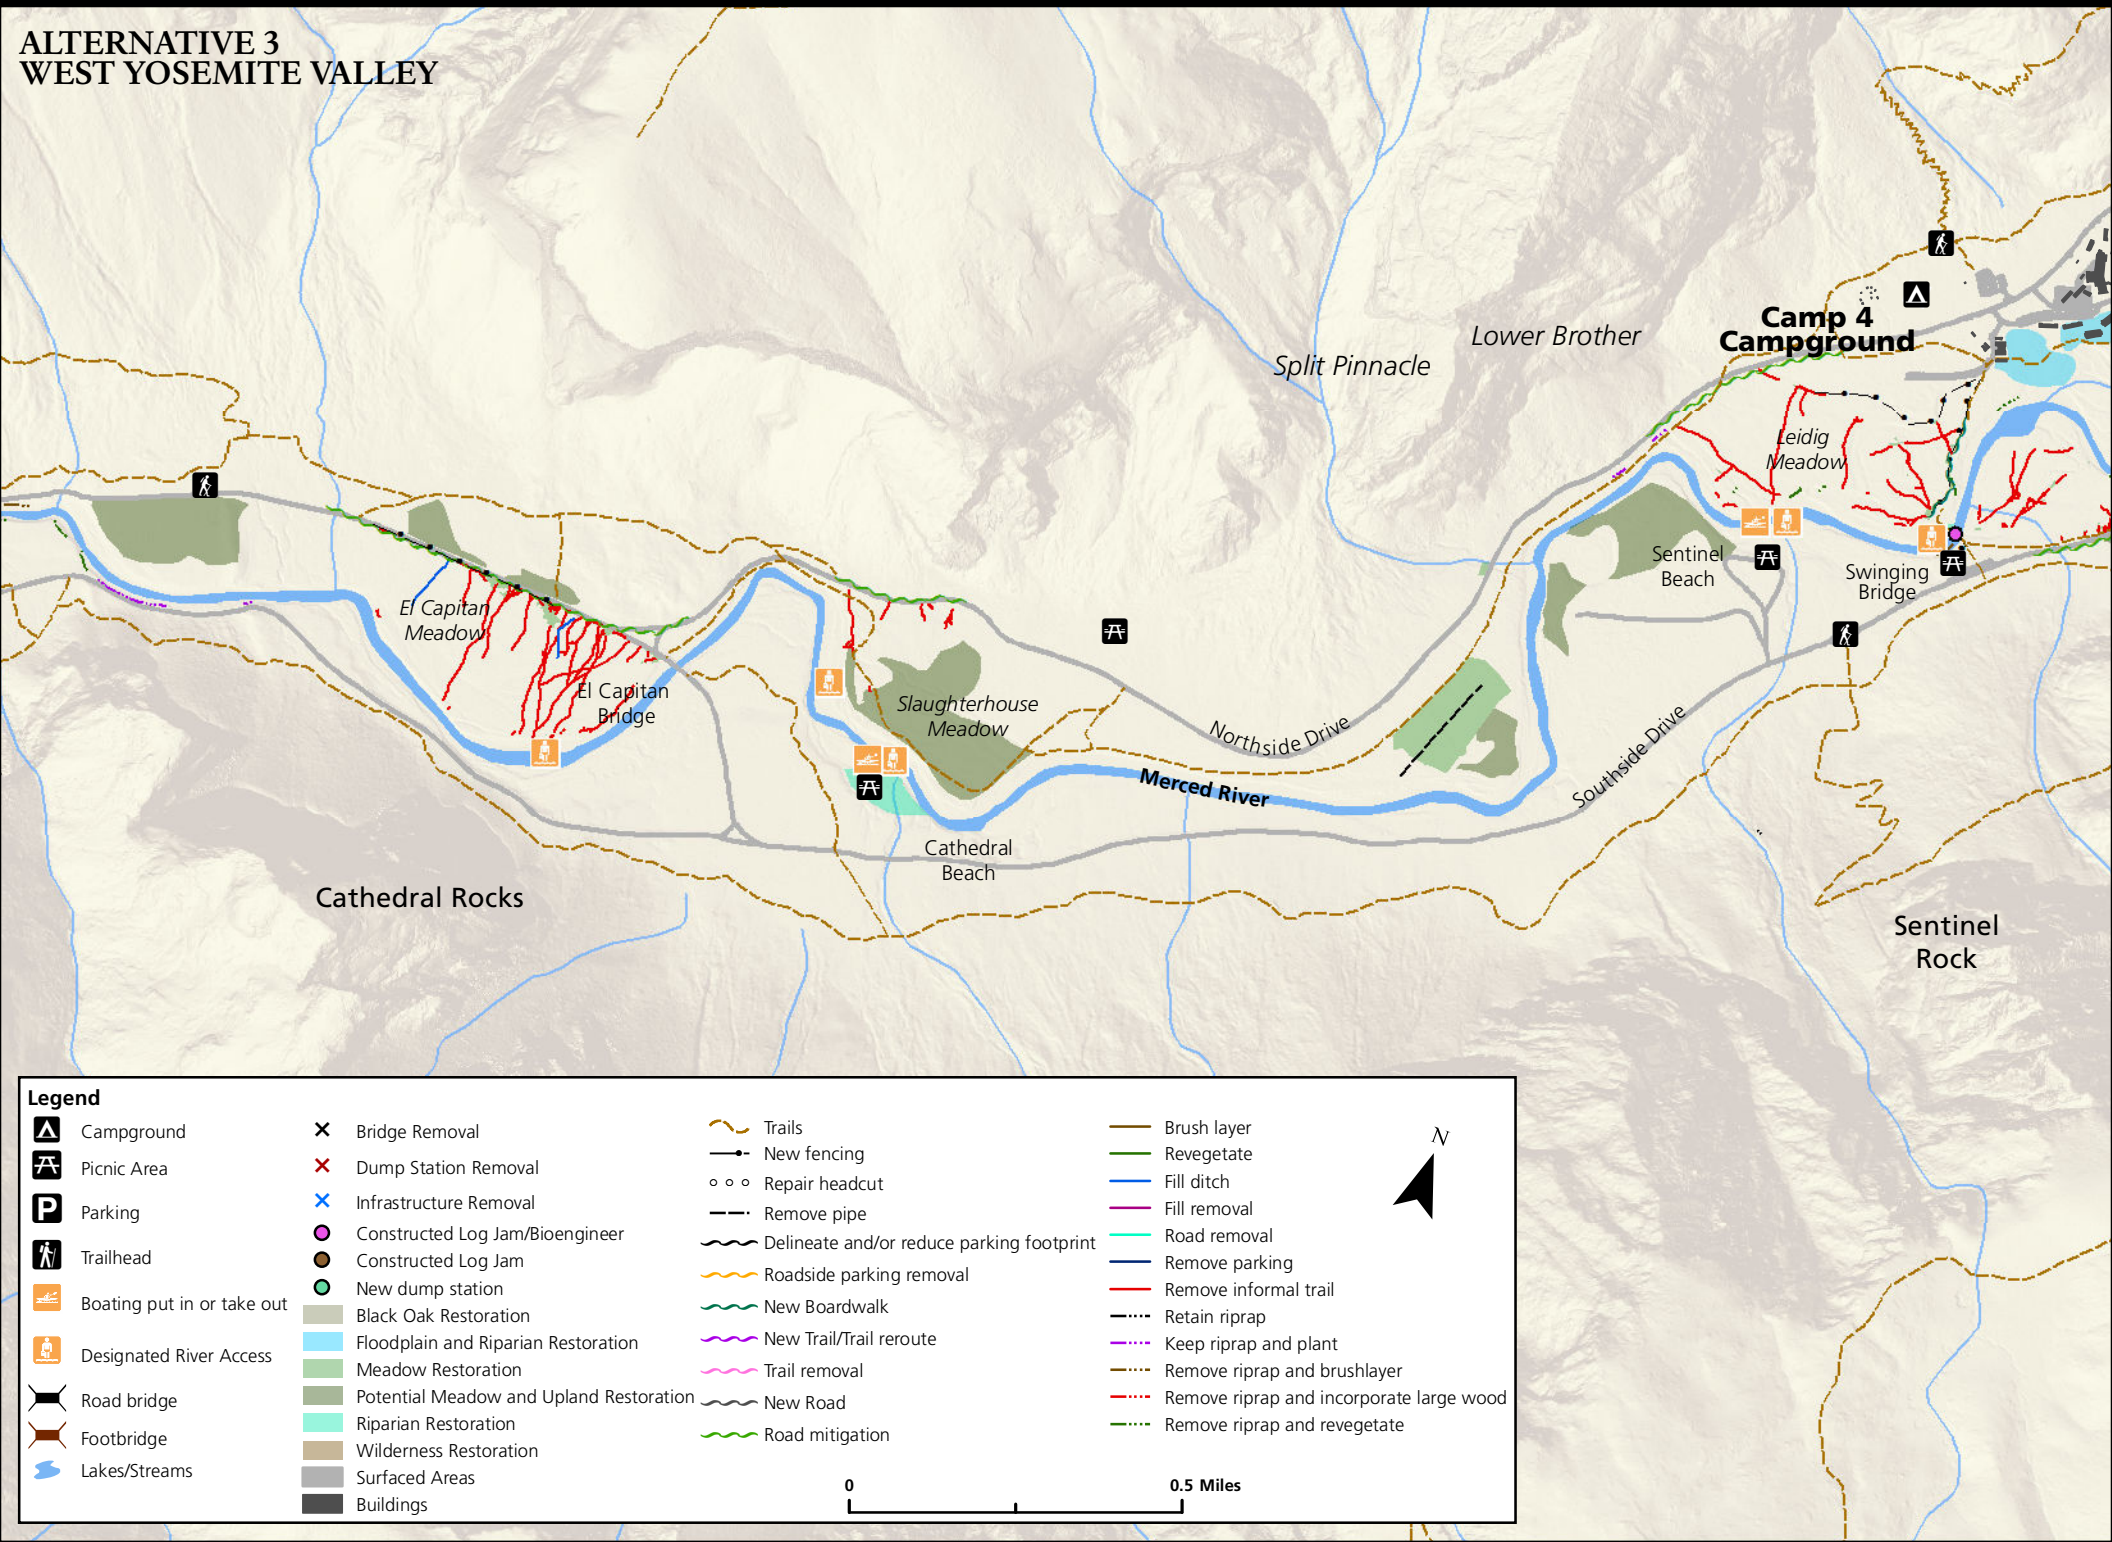 ALTERNATIVE 3
WEST YOSEMITE VALLEY
Lower Brother
Split Pinnacle
Camp 4
Campground
Leidig
Meadow
Sentinel
Beach
Swinging
Bridge
El Capitan
Meadow
El Capitan
Bridge
Slaughterhouse
Meadow
Northside Drive
Southside Drive
Merced River
Cathedral
Beach
Cathedral Rocks
Sentinel
Rock
Legend
Campground
Picnic Area
P
Parking
Trailhead
Boating put in or take out
Designated River Access
Road bridge
Footbridge
Lakes/Streams
Bridge Removal
Dump Station Removal
Infrastructure Removal
Constructed Log Jam/Bioengineer
Constructed Log Jam
New dump station
Black Oak Restoration
Floodplain and Riparian Restoration
Meadow Restoration
Potential Meadow and Upland Restoration
Riparian Restoration
Wilderness Restoration
Surfaced Areas
Buildings
Trails
New fencing
Repair headcut
Remove pipe
Delineate and/or reduce parking footprint
Roadside parking removal
New Boardwalk
New Trail/Trail reroute
Trail removal
New Road
Road mitigation
Brush layer
Revegetate
Fill ditch
Fill removal
Road removal
Remove parking
Remove informal trail
Retain riprap
Keep riprap and plant
Remove riprap and brushlayer
Remove riprap and incorporate large wood
Remove riprap and revegetate
N
0 0.5 Miles